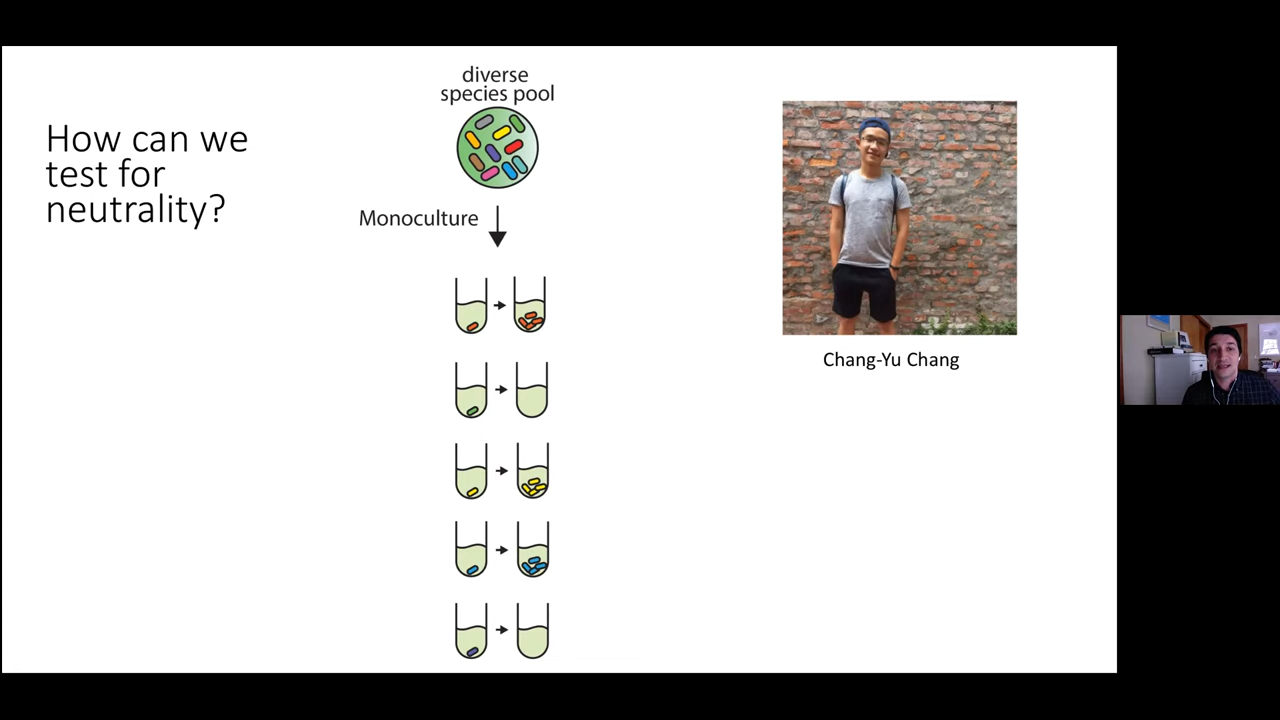 How can we
test for
neutrality?
diverse
species pool
Monoculture
Chang-Yu Chang